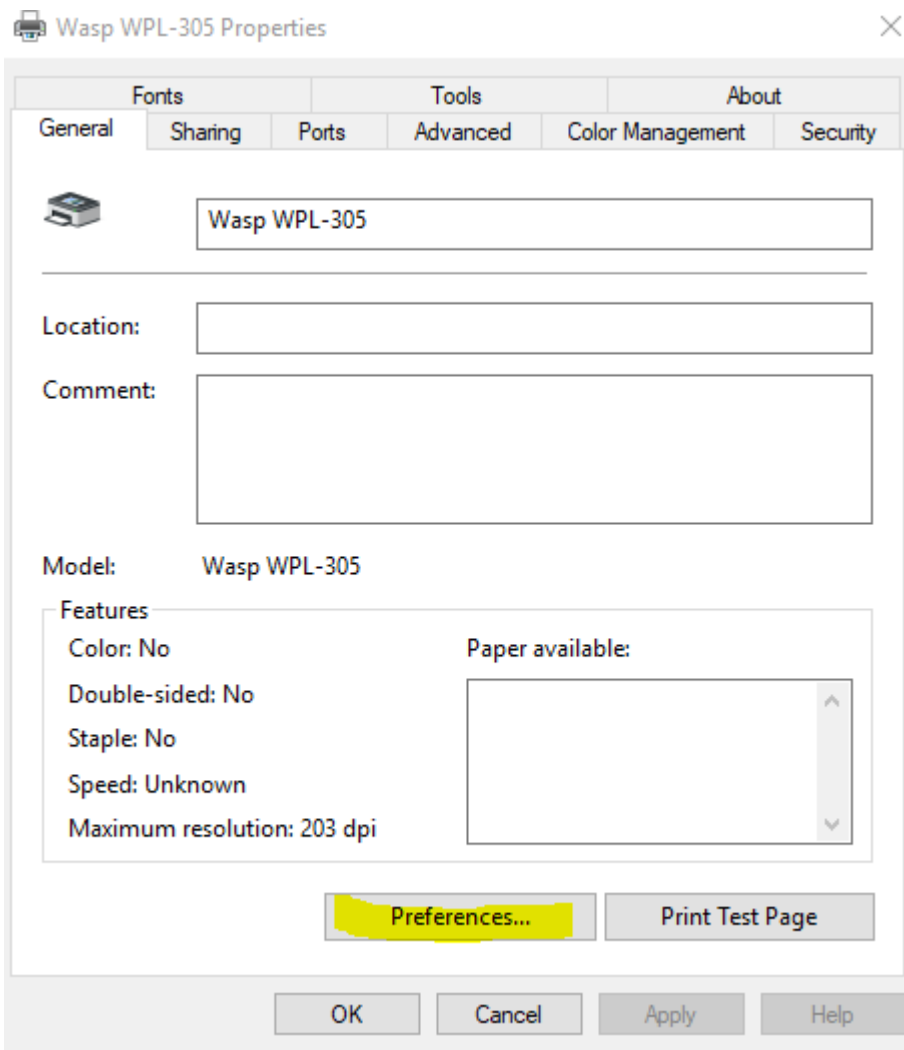 Wasp WPL-305 Properties
Fonts Tools About
General Sharing Ports Advanced Color Management Security
Wasp WPL-305
Location:
Comment:
Model: Wasp WPL-305
Features
Color: No
Paper available:
Double-sided: No
Staple: No
Speed: Unknown
Maximum resolution: 203 dpi
Preferences... Print Test Page
OK Cancel Apply Help